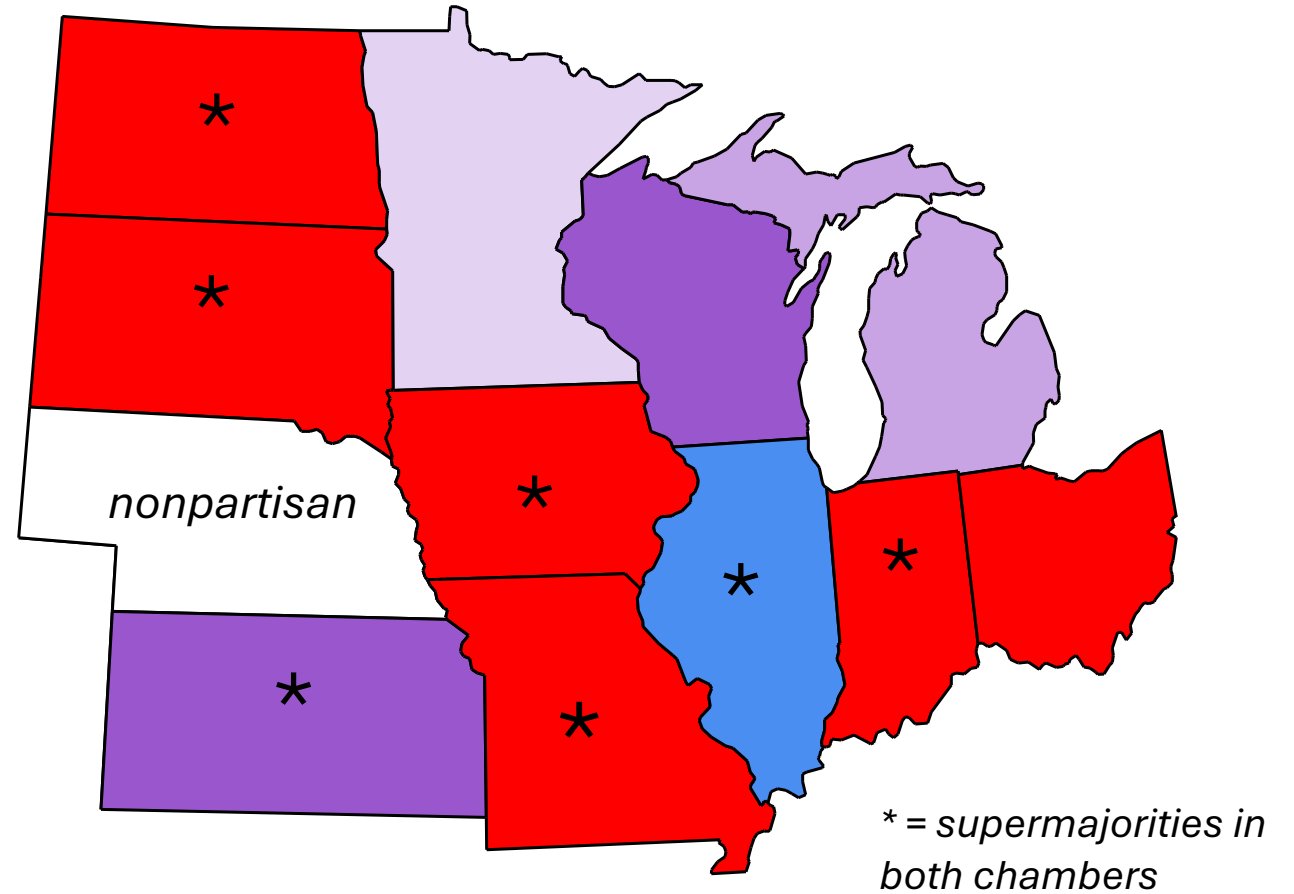 *
*
nonpartisan
*
*
*
*
*
* = supermajorities in
both chambers